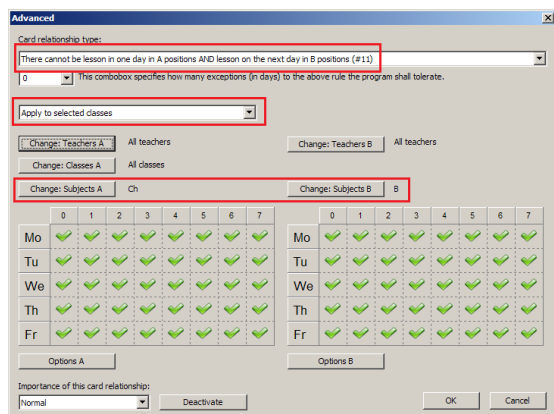 Advanced
Card relationship type:
There cannot be lesson in one day in A positions AND lesson on the next day in B positions (#11)
0 This combobox specifies how many exceptions (in days) to the above rule the program shall tolerate.
Apply to selected classes
Change: Teachers A All teachers Change: Teachers B All teachers
Change: Classes A All classes
Change: Subjects A Ch Change: Subjects B B
0 1 2 3 4 5 6 7 0 1 2 3 4 5 6 7
Mo Mo
Tu Tu
We We
Th Th
Fr Fr
Options A Options B
Importance of this card relationship:
Normal Deactivate OK Cancel